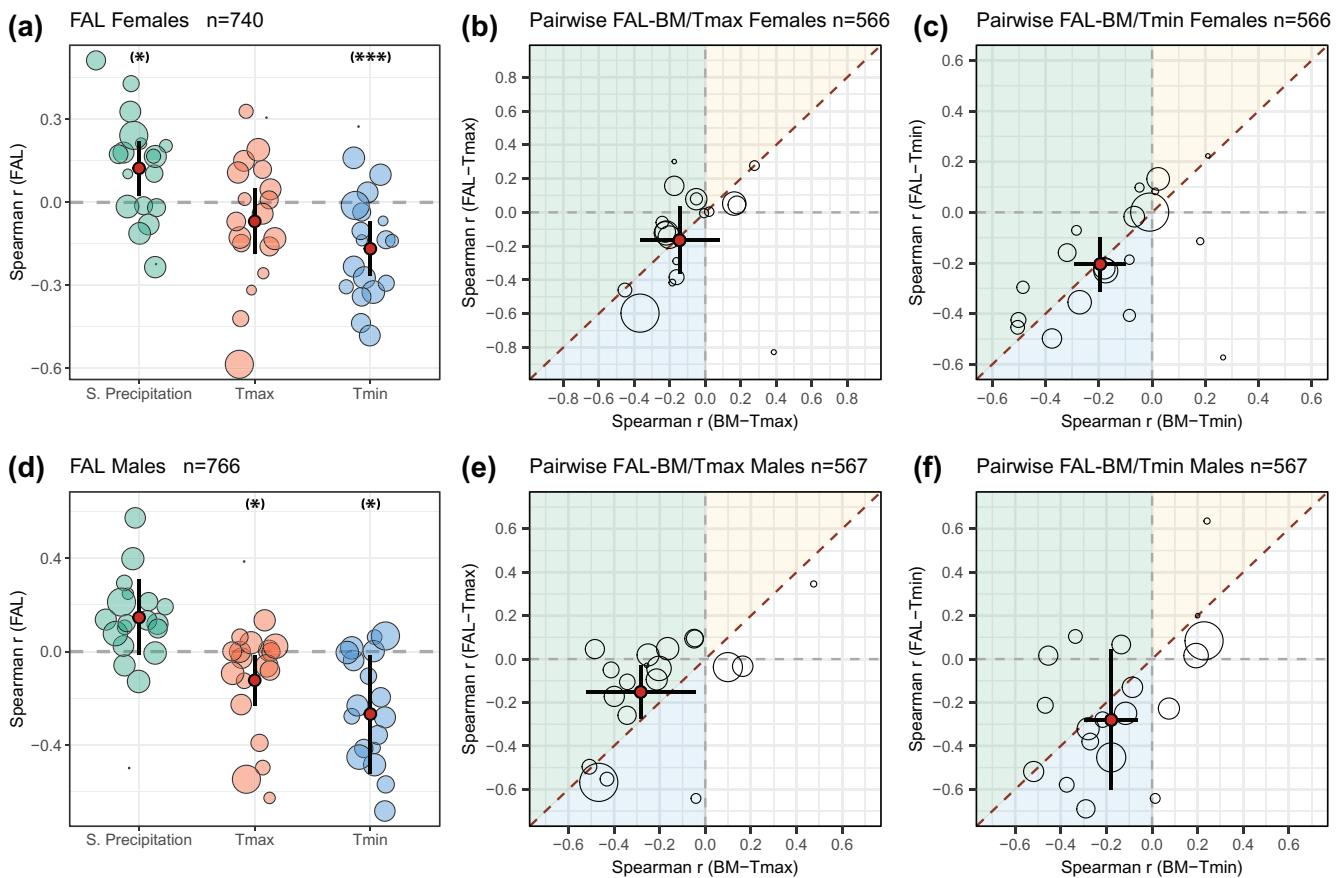 (a) FAL Females n=740
(*) (***)
Spearman r (FAL)
0.3
0.0
−0.3
−0.6
S. Precipitation Tmax Tmin
(b) Pairwise FAL-BM/Tmax Females n=566
Spearman r (FAL−Tmax)
0.8
0.6
0.4
0.2
0.0
−0.2
−0.4
−0.6
−0.8
−0.8 −0.6 −0.4 −0.2 0.0 0.2 0.4 0.6 0.8
Spearman r (BM−Tmax)
(c) Pairwise FAL-BM/Tmin Females n=566
Spearman r (FAL−Tmin)
0.6
0.4
0.2
0.0
−0.2
−0.4
−0.6
−0.6 −0.4 −0.2 0.0 0.2 0.4 0.6
Spearman r (BM−Tmin)
(d) FAL Males n=766
(*) (*)
Spearman r (FAL)
0.4
0.0
−0.4
S. Precipitation Tmax Tmin
(e) Pairwise FAL-BM/Tmax Males n=567
Spearman r (FAL−Tmax)
0.6
0.4
0.2
0.0
−0.2
−0.4
−0.6
−0.6 −0.4 −0.2 0.0 0.2 0.4 0.6
Spearman r (BM−Tmax)
(f) Pairwise FAL-BM/Tmin Males n=567
Spearman r (FAL−Tmin)
0.6
0.4
0.2
0.0
−0.2
−0.4
−0.6
−0.6 −0.4 −0.2 0.0 0.2 0.4 0.6
Spearman r (BM−Tmin)